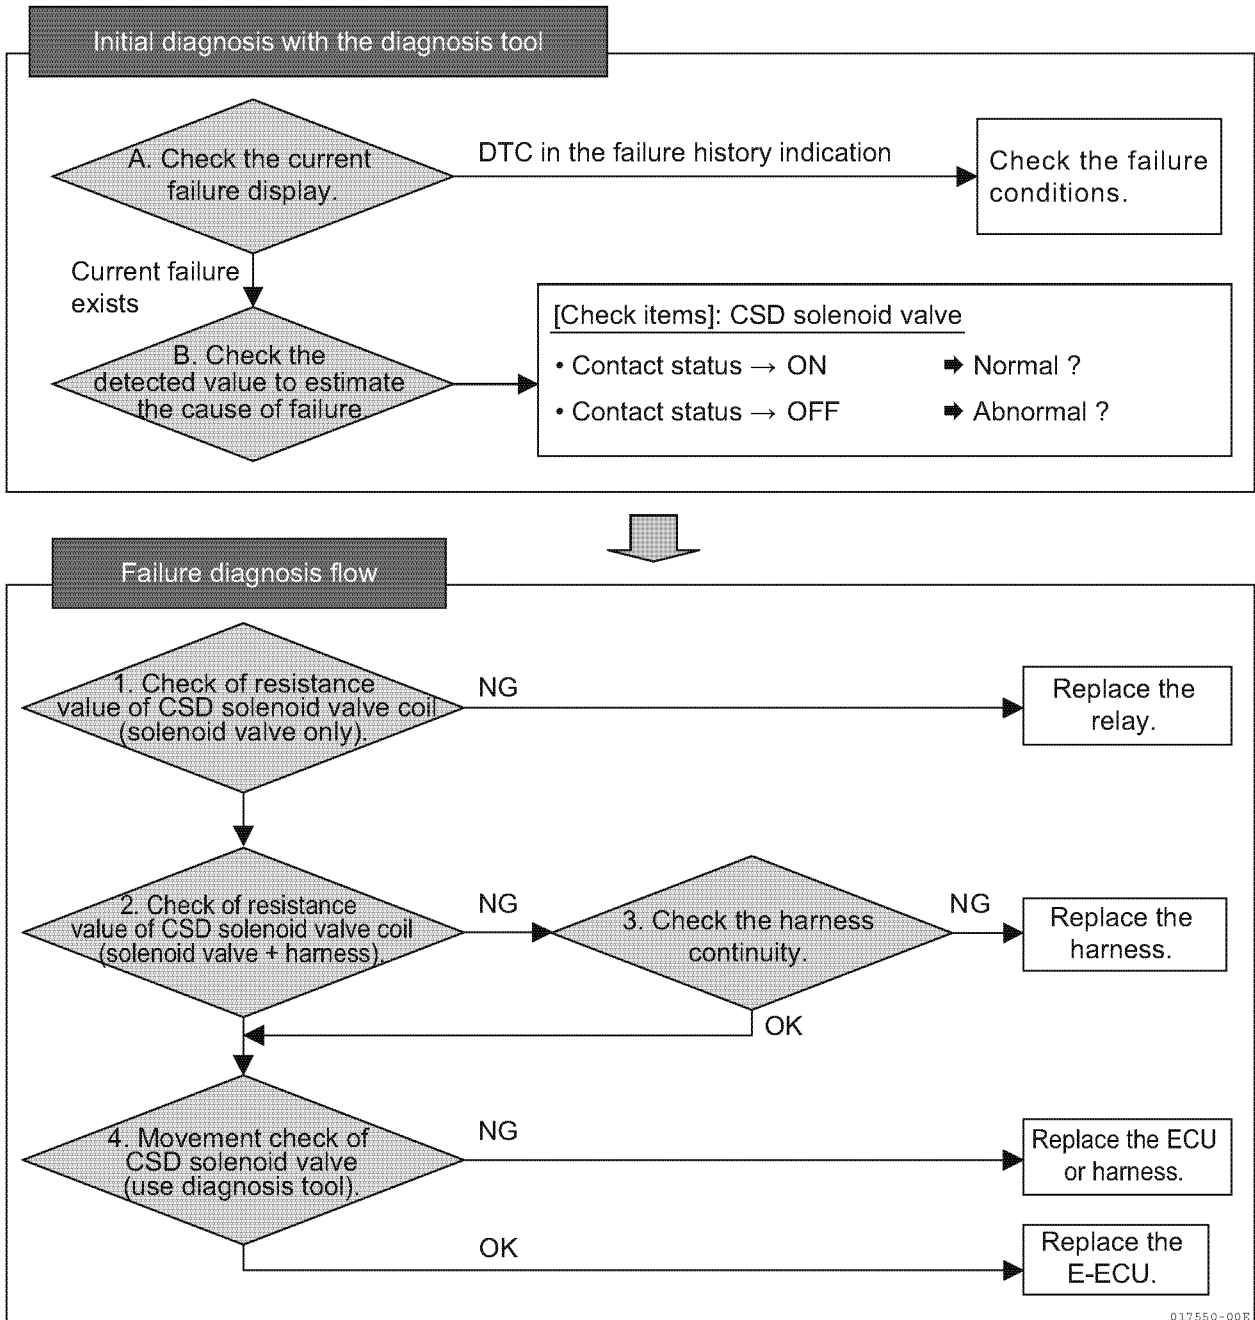 Initial diagnosis with the diagnosis tool
A. Check the current
failure display.
DTC in the failure history indication
Check the failure
conditions.
Current failure
exists
B. Check the
detected value to estimate
the cause of failure.
[Check items]: CSD solenoid valve
• Contact status → ON ➡ Normal ?
• Contact status → OFF ➡ Abnormal ?
Failure diagnosis flow
1. Check of resistance
value of CSD solenoid valve coil
(solenoid valve only).
NG
Replace the
relay.
2. Check of resistance
value of CSD solenoid valve coil
(solenoid valve + harness).
NG
3. Check the harness
continuity.
NG
Replace the
harness.
OK
4. Movement check of
CSD solenoid valve
(use diagnosis tool).
NG
Replace the ECU
or harness.
OK
Replace the
E-ECU.
017550-00E